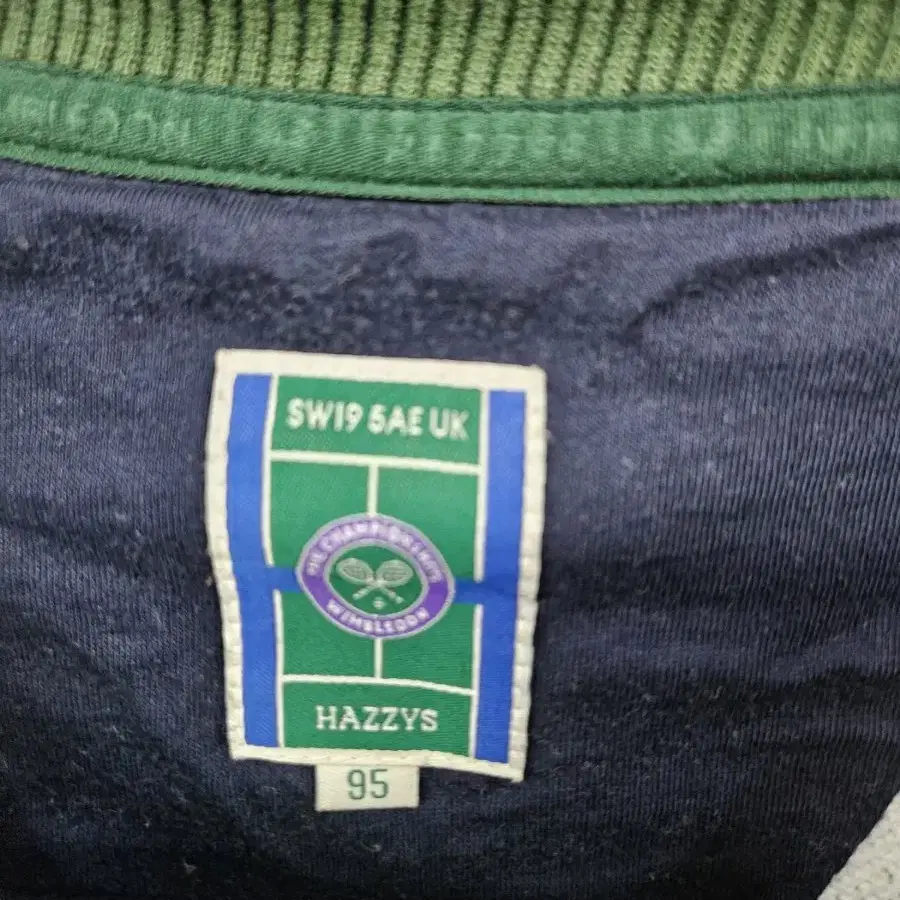 SW19 5AE UK
THE CHAMPIONSHIPS
WIMBLEDON
HAZZYS
95